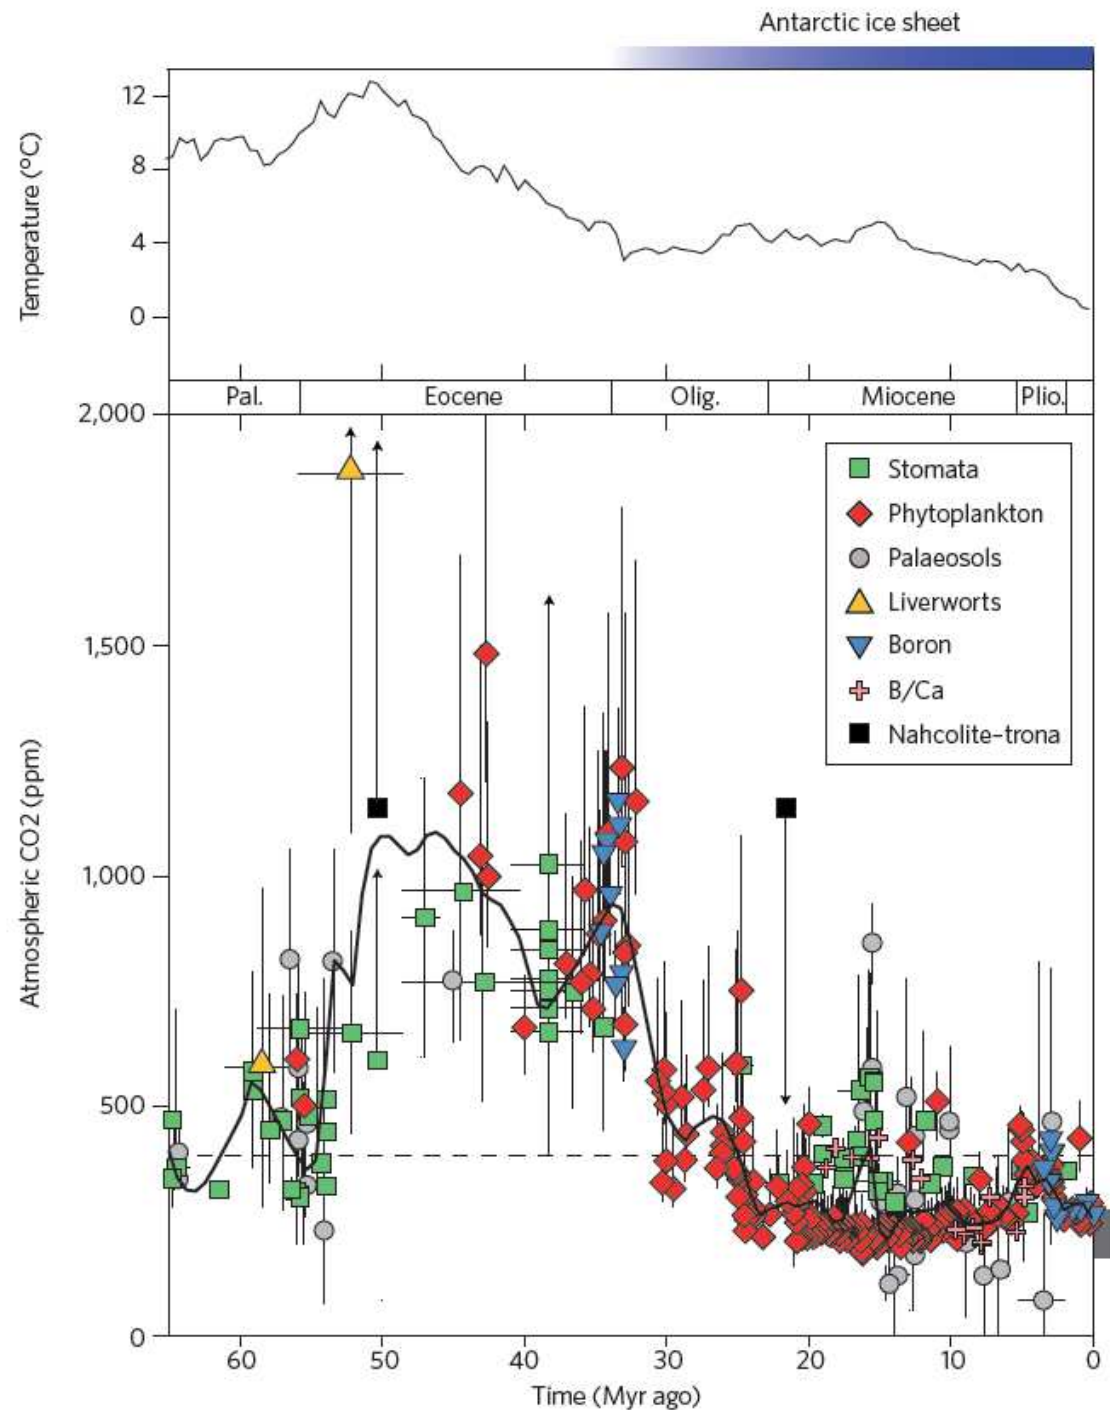 Antarctic ice sheet
12
8
4
0
Temperature (°C)
Pal.
Eocene
Olig.
Miocene
Plio.
2,000
1,500
1,000
500
0
Atmospheric CO2 (ppm)
Stomata
Phytoplankton
Palaeosols
Liverworts
Boron
B/Ca
Nahcolite-trona
60
50
40
30
20
10
0
Time (Myr ago)